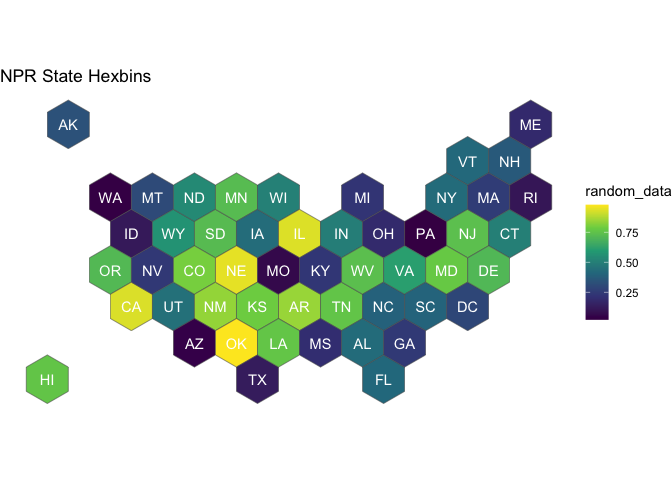 NPR State Hexbins
AK
ME
VT NH
WA MT ND MN WI MI NY MA RI
ID WY SD IA IL IN OH PA NJ CT
OR NV CO NE MO KY WV VA MD DE
CA UT NM KS AR TN NC SC DC
AZ OK LA MS AL GA
HI TX FL
random_data
0.75
0.50
0.25